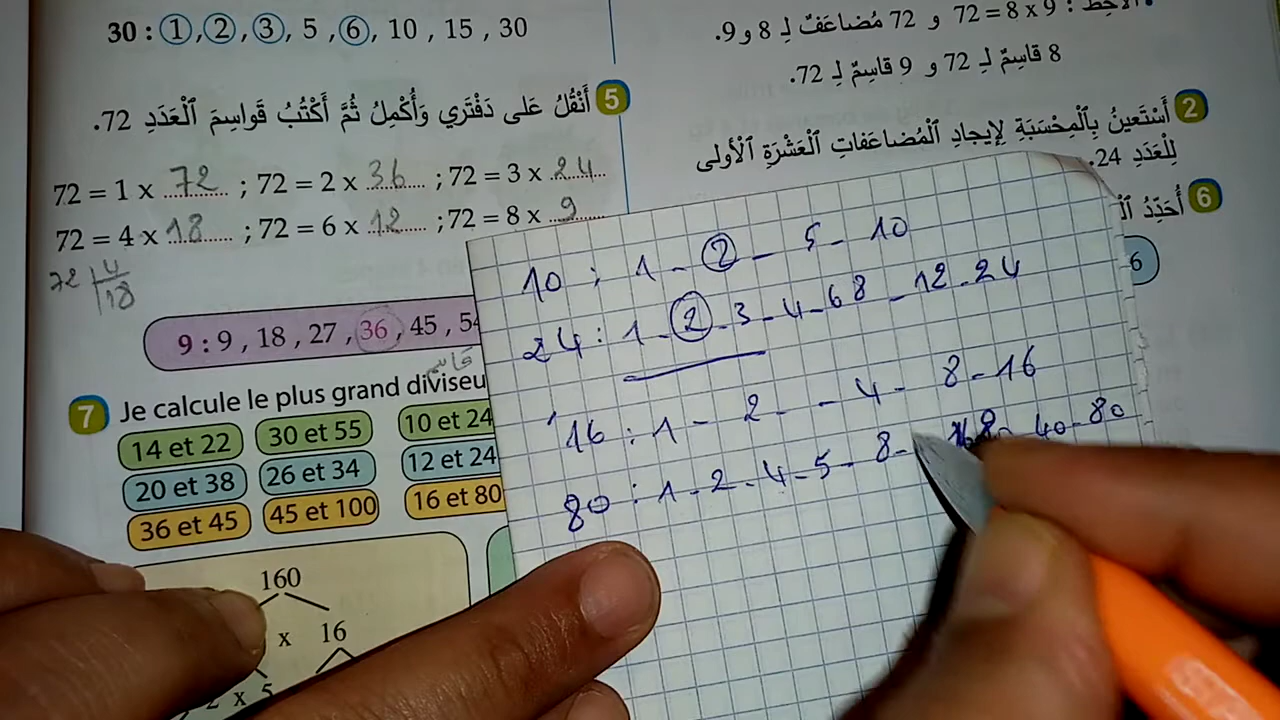 30 : 1 , 2 , 3 , 5 , 6 , 10 , 15 , 30
5 أَنْقُلُ عَلى دَفْتَري وَأُكْمِلُ ثُمَّ أَكْتُبُ قَواسِمَ ٱلْعَدَدِ 72.
72 = 1 x 72 ; 72 = 2 x 36 ; 72 = 3 x 24
72 = 4 x 18 ; 72 = 6 x 12 ; 72 = 8 x 9
72 4
18
9 : 9 , 18 , 27 , 36 , 45 ,
قاسم
7 Je calcule le plus grand diviseu
14 et 22 30 et 55 10 et 24
20 et 38 26 et 34 12 et 24
36 et 45 45 et 100 16 et 80
160
x 16
x 5
72 = 8 x 9 و 72 مُضاعَفٌ لِـ 8 و 9.
8 قاسِمٌ لِـ 72 و 9 قاسِمٌ لِـ 72.
2 أَسْتَعينُ بِٱلْمِحْسَبَةِ لِإيجادِ ٱلْمُضاعَفاتِ ٱلْعَشْرَةِ ٱلْأولى
لِلْعَدَدِ 24.
6 أُحَدِّدُ
6
10 : 1 - 2 - 5 - 10
24 : 1 - 2 - 3 - 4 - 6 8 - 12 - 24
16 : 1 - 2 - - 4 - 8 - 16
80 : 1 - 2 - 4 - 5 - 8 - 40 - 80